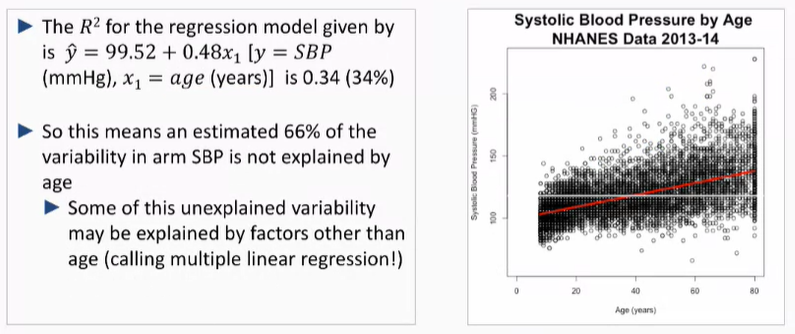 The R² for the regression model given by
is ŷ = 99.52 + 0.48x₁ [y = SBP
(mmHg), x₁ = age (years)] is 0.34 (34%)
So this means an estimated 66% of the
variability in arm SBP is not explained by
age
Some of this unexplained variability
may be explained by factors other than
age (calling multiple linear regression!)
Systolic Blood Pressure by Age
NHANES Data 2013-14
Systolic Blood Pressure (mmHG)
200
150
100
0 20 40 60 80
Age (years)